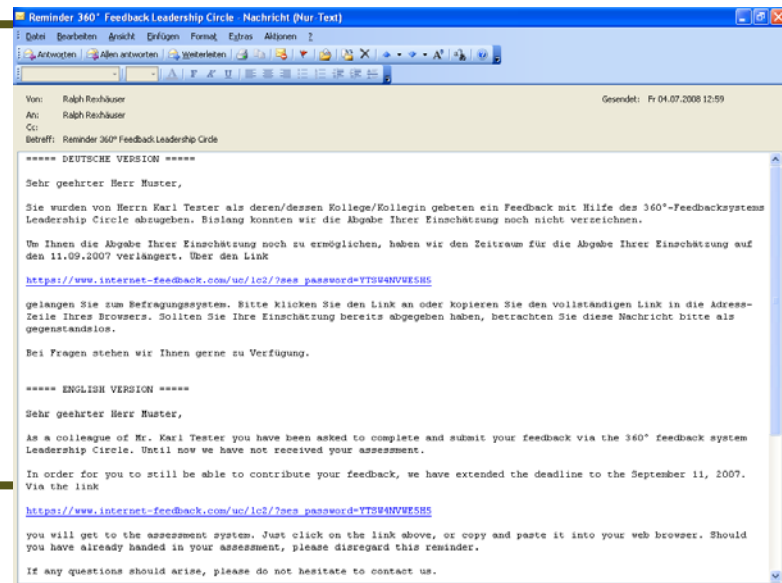 Reminder 360° Feedback Leadership Circle - Nachricht (Nur-Text)
Datei Bearbeiten Ansicht Einfügen Format Extras Aktionen ?
Antworten Allen antworten Weiterleiten
A F K U
Von: Ralph Rexhäuser Gesendet: Fr 04.07.2008 12:59
An: Ralph Rexhäuser
Cc:
Betreff: Reminder 360° Feedback Leadership Circle
===== DEUTSCHE VERSION =====
Sehr geehrter Herr Muster,
Sie wurden von Herrn Karl Tester als deren/dessen Kollege/Kollegin gebeten ein Feedback mit Hilfe des 360°-Feedbacksystems
Leadership Circle abzugeben. Bislang konnten wir die Abgabe Ihrer Einschätzung noch nicht verzeichnen.
Um Ihnen die Abgabe Ihrer Einschätzung noch zu ermöglichen, haben wir den Zeitraum für die Abgabe Ihrer Einschätzung auf
den 11.09.2007 verlängert. Über den Link
https://www.internet-feedback.com/uc/lc2/?ses_password=YTSW4NVWESH5
gelangen Sie zum Befragungssystem. Bitte klicken Sie den Link an oder kopieren Sie den vollständigen Link in die Adress-
Zeile Ihres Browsers. Sollten Sie Ihre Einschätzung bereits abgegeben haben, betrachten Sie diese Nachricht bitte als
gegenstandslos.
Bei Fragen stehen wir Ihnen gerne zu Verfügung.
===== ENGLISH VERSION =====
Sehr geehrter Herr Muster,
As a colleague of Mr. Karl Tester you have been asked to complete and submit your feedback via the 360° feedback system
Leadership Circle. Until now we have not received your assessment.
In order for you to still be able to contribute your feedback, we have extended the deadline to the September 11, 2007.
Via the link
https://www.internet-feedback.com/uc/lc2/?ses_password=YTSW4NVWESH5
you will get to the assessment system. Just click on the link above, or copy and paste it into your web browser. Should
you have already handed in your assessment, please disregard this reminder.
If any questions should arise, please do not hesitate to contact us.